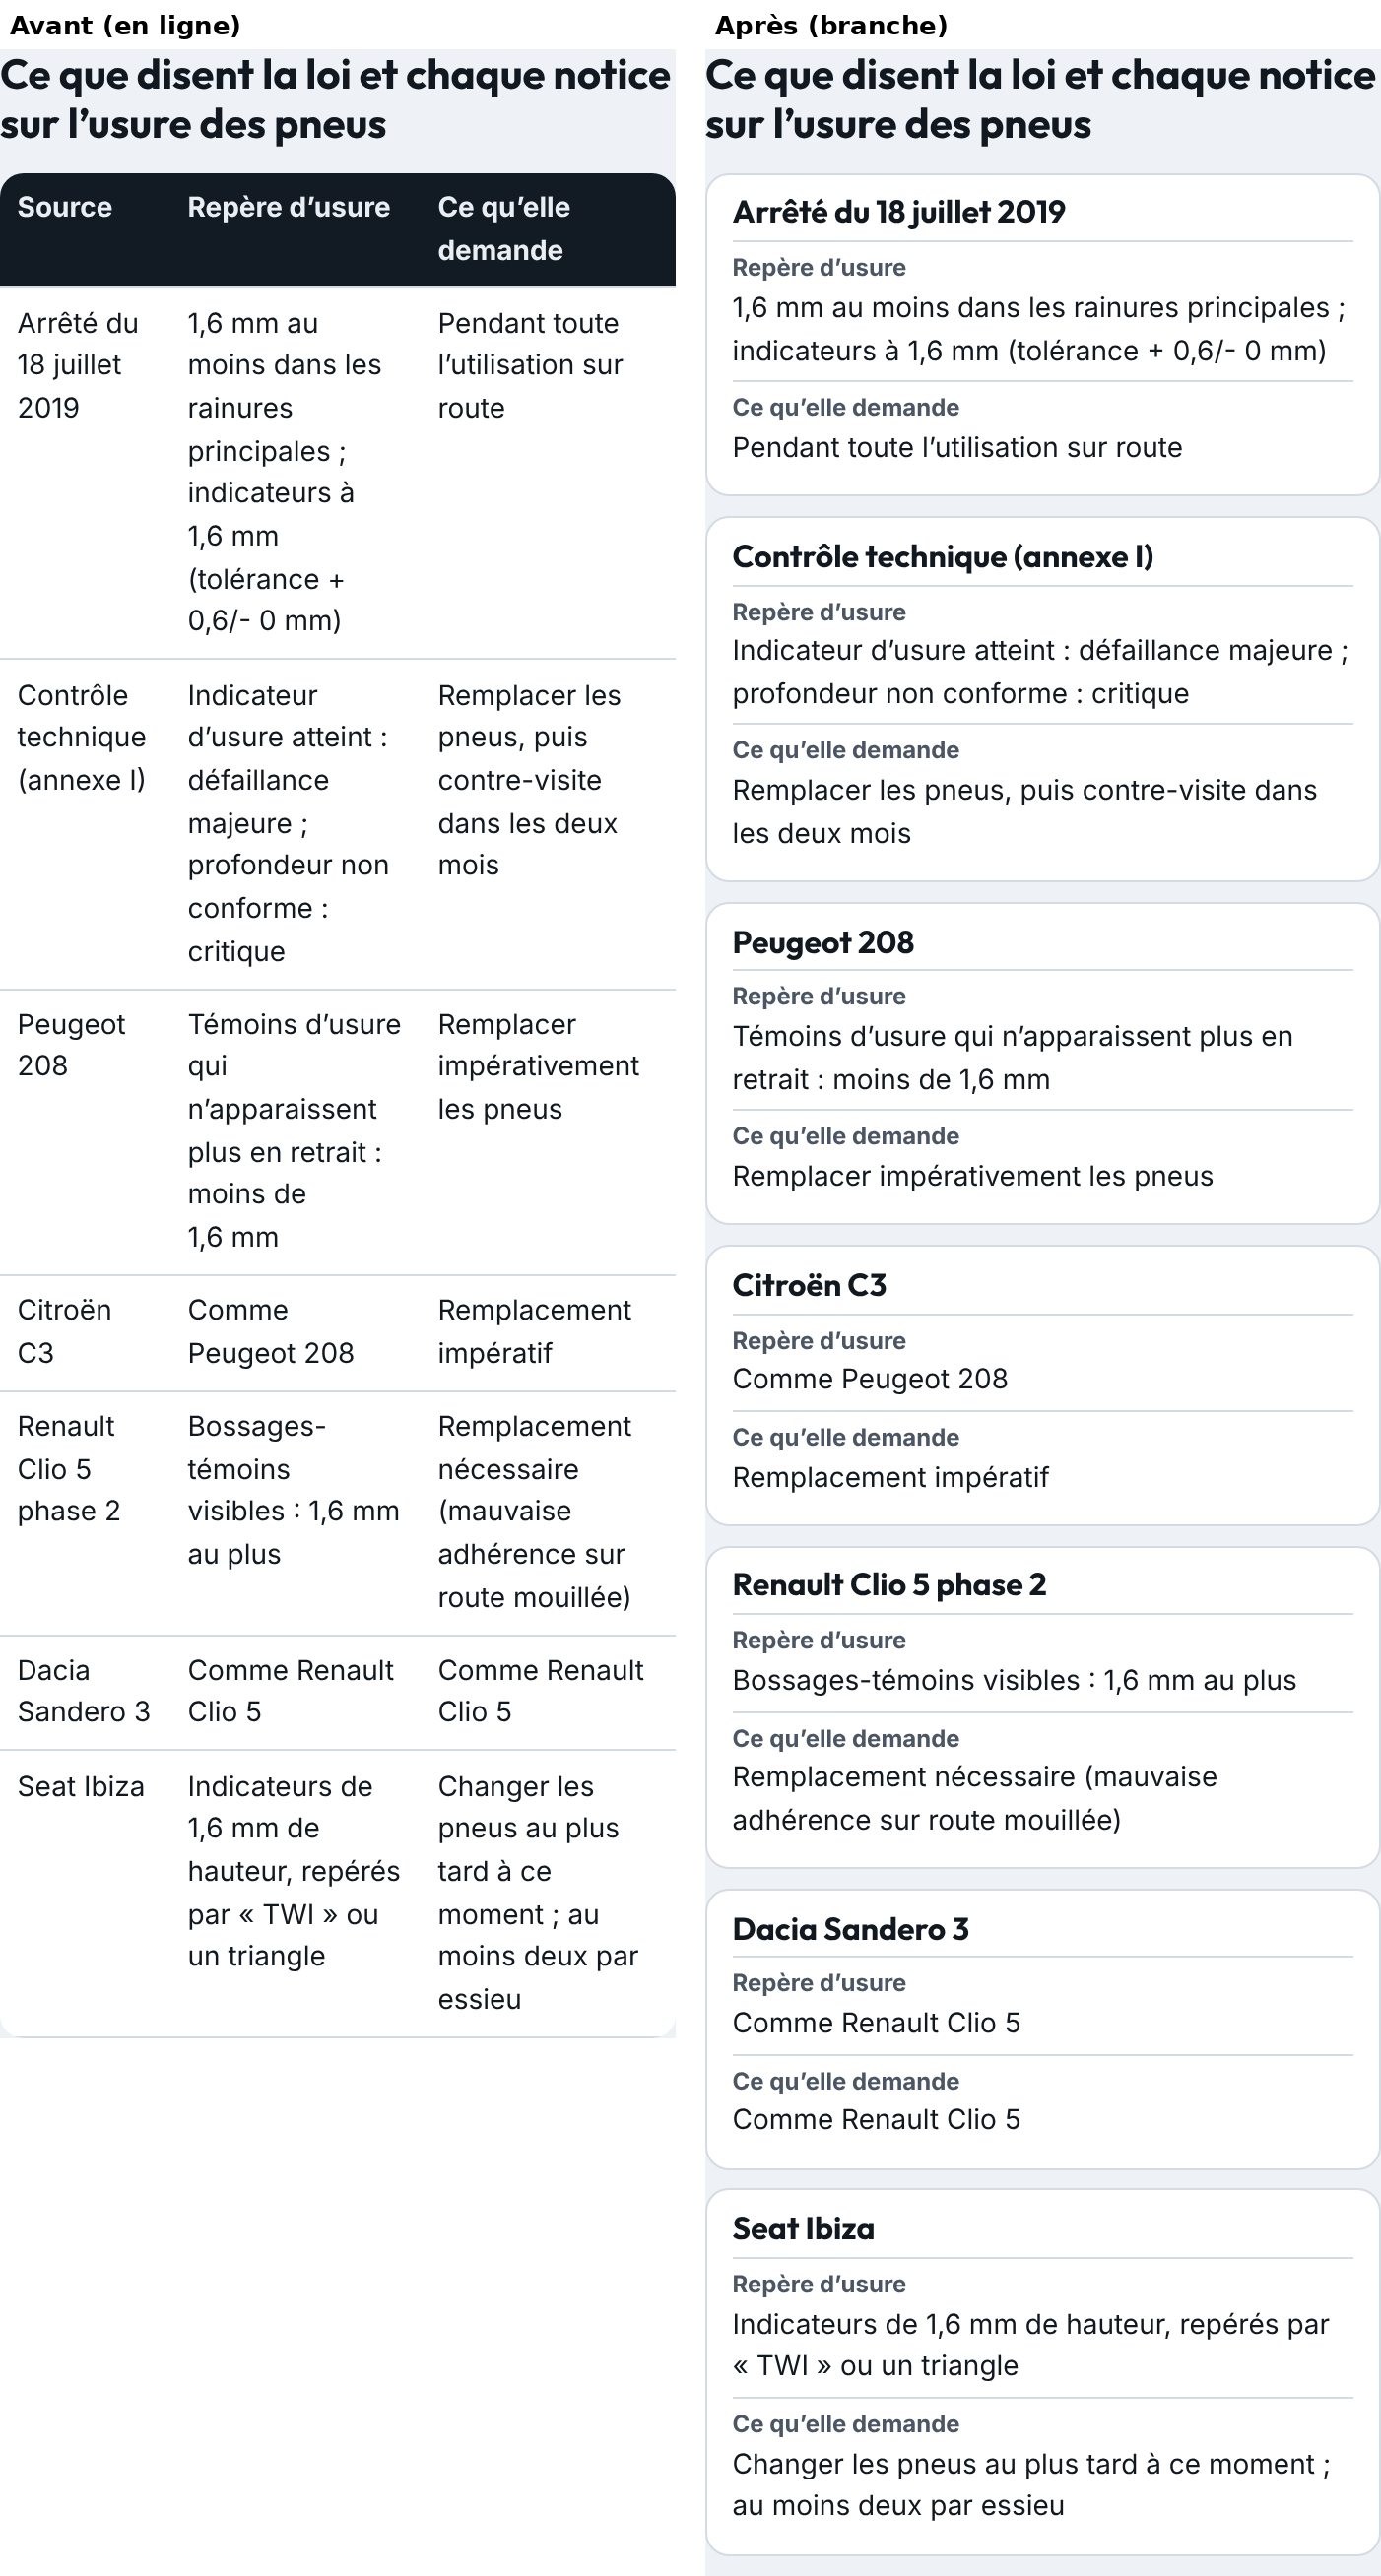 Avant (en ligne)
Ce que disent la loi et chaque notice
sur l’usure des pneus
Source
Repère d’usure
Ce qu’elle
demande
Arrêté du
18 juillet
2019
1,6 mm au
moins dans les
rainures
principales ;
indicateurs à
1,6 mm
(tolérance +
0,6/- 0 mm)
Pendant toute
l’utilisation sur
route
Contrôle
technique
(annexe I)
Indicateur
d’usure atteint :
défaillance
majeure ;
profondeur non
conforme :
critique
Remplacer les
pneus, puis
contre-visite
dans les deux
mois
Peugeot
208
Témoins d’usure
qui
n’apparaissent
plus en retrait :
moins de
1,6 mm
Remplacer
impérativement
les pneus
Citroën
C3
Comme
Peugeot 208
Remplacement
impératif
Renault
Clio 5
phase 2
Bossages-
témoins
visibles : 1,6 mm
au plus
Remplacement
nécessaire
(mauvaise
adhérence sur
route mouillée)
Dacia
Sandero 3
Comme Renault
Clio 5
Comme Renault
Clio 5
Seat Ibiza
Indicateurs de
1,6 mm de
hauteur, repérés
par « TWI » ou
un triangle
Changer les
pneus au plus
tard à ce
moment ; au
moins deux par
essieu
Après (branche)
Ce que disent la loi et chaque notice
sur l’usure des pneus
Arrêté du 18 juillet 2019
Repère d’usure
1,6 mm au moins dans les rainures principales ;
indicateurs à 1,6 mm (tolérance + 0,6/- 0 mm)
Ce qu’elle demande
Pendant toute l’utilisation sur route
Contrôle technique (annexe I)
Repère d’usure
Indicateur d’usure atteint : défaillance majeure ;
profondeur non conforme : critique
Ce qu’elle demande
Remplacer les pneus, puis contre-visite dans
les deux mois
Peugeot 208
Repère d’usure
Témoins d’usure qui n’apparaissent plus en
retrait : moins de 1,6 mm
Ce qu’elle demande
Remplacer impérativement les pneus
Citroën C3
Repère d’usure
Comme Peugeot 208
Ce qu’elle demande
Remplacement impératif
Renault Clio 5 phase 2
Repère d’usure
Bossages-témoins visibles : 1,6 mm au plus
Ce qu’elle demande
Remplacement nécessaire (mauvaise
adhérence sur route mouillée)
Dacia Sandero 3
Repère d’usure
Comme Renault Clio 5
Ce qu’elle demande
Comme Renault Clio 5
Seat Ibiza
Repère d’usure
Indicateurs de 1,6 mm de hauteur, repérés par
« TWI » ou un triangle
Ce qu’elle demande
Changer les pneus au plus tard à ce moment ;
au moins deux par essieu